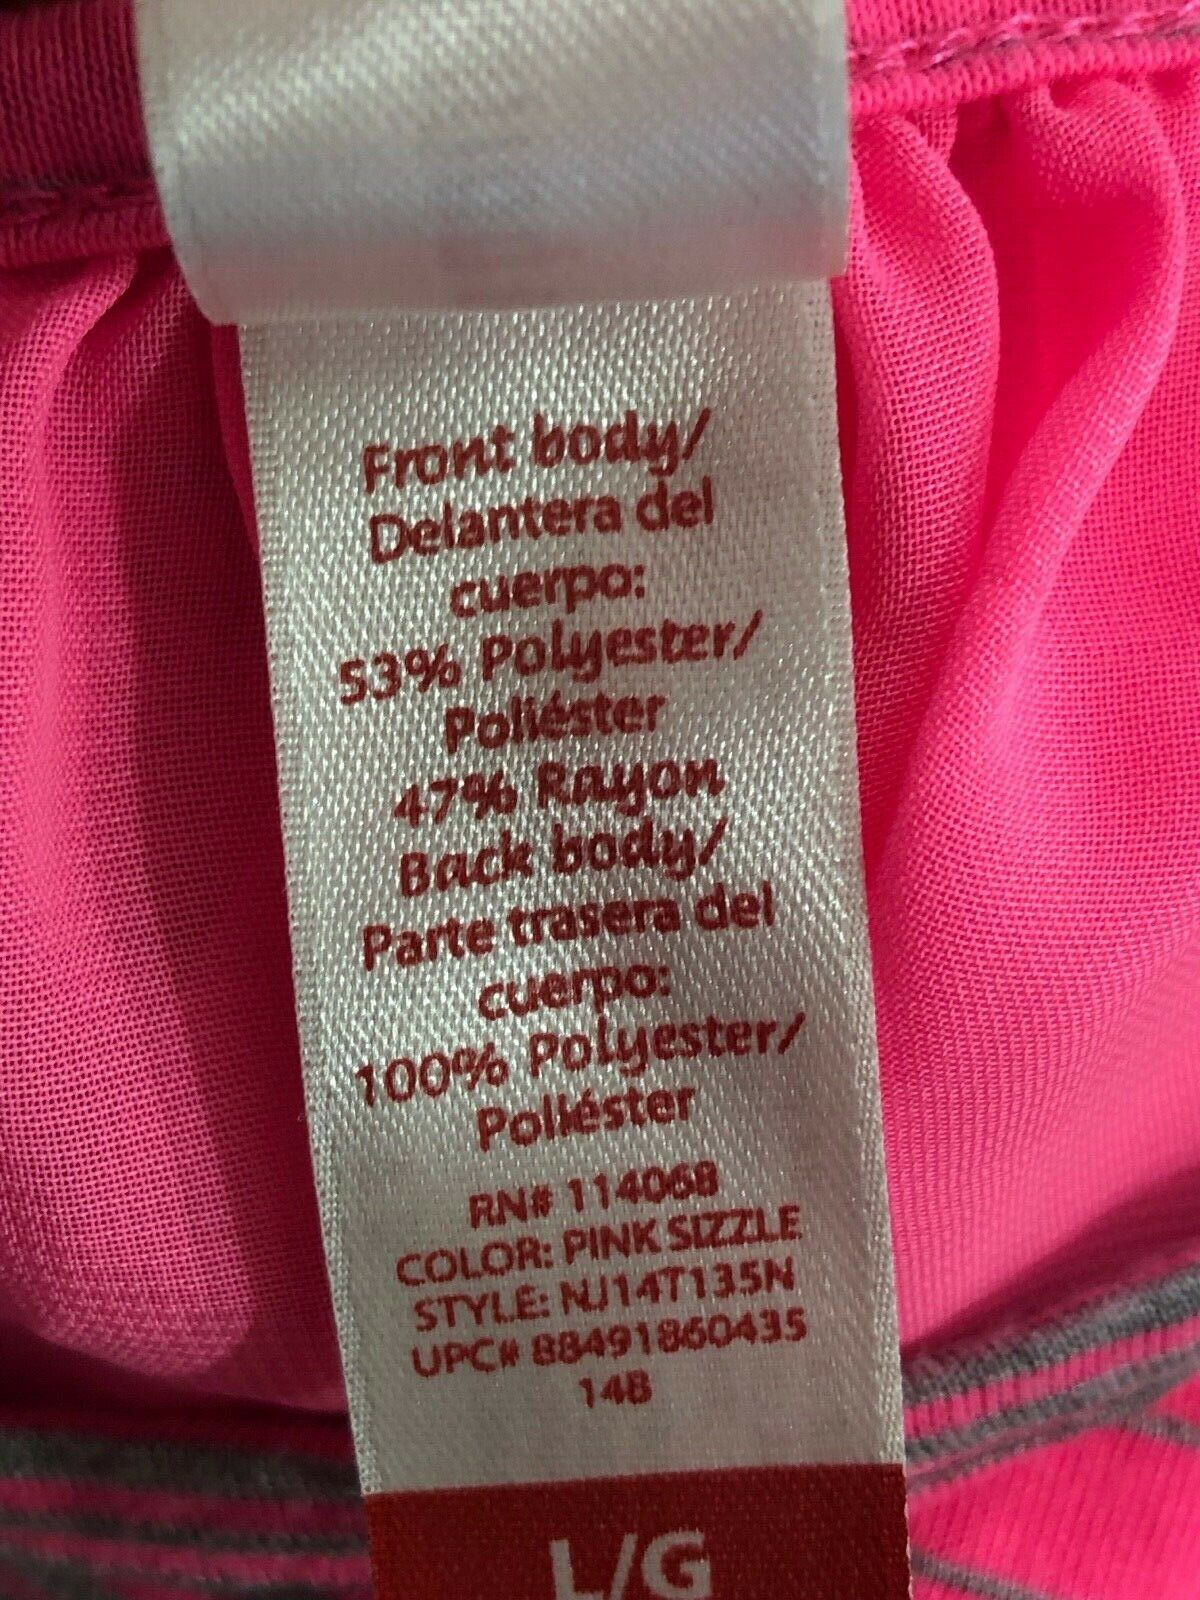 Front body/
Delantera del
cuerpo:
53% Polyester/
Poliéster
47% Rayon
Back body/
Parte trasera del
cuerpo:
100% Polyester/
Poliéster
RN# 114068
COLOR: PINK SIZZLE
STYLE: NJ14T135N
UPC# 88491860435
14B
L/G